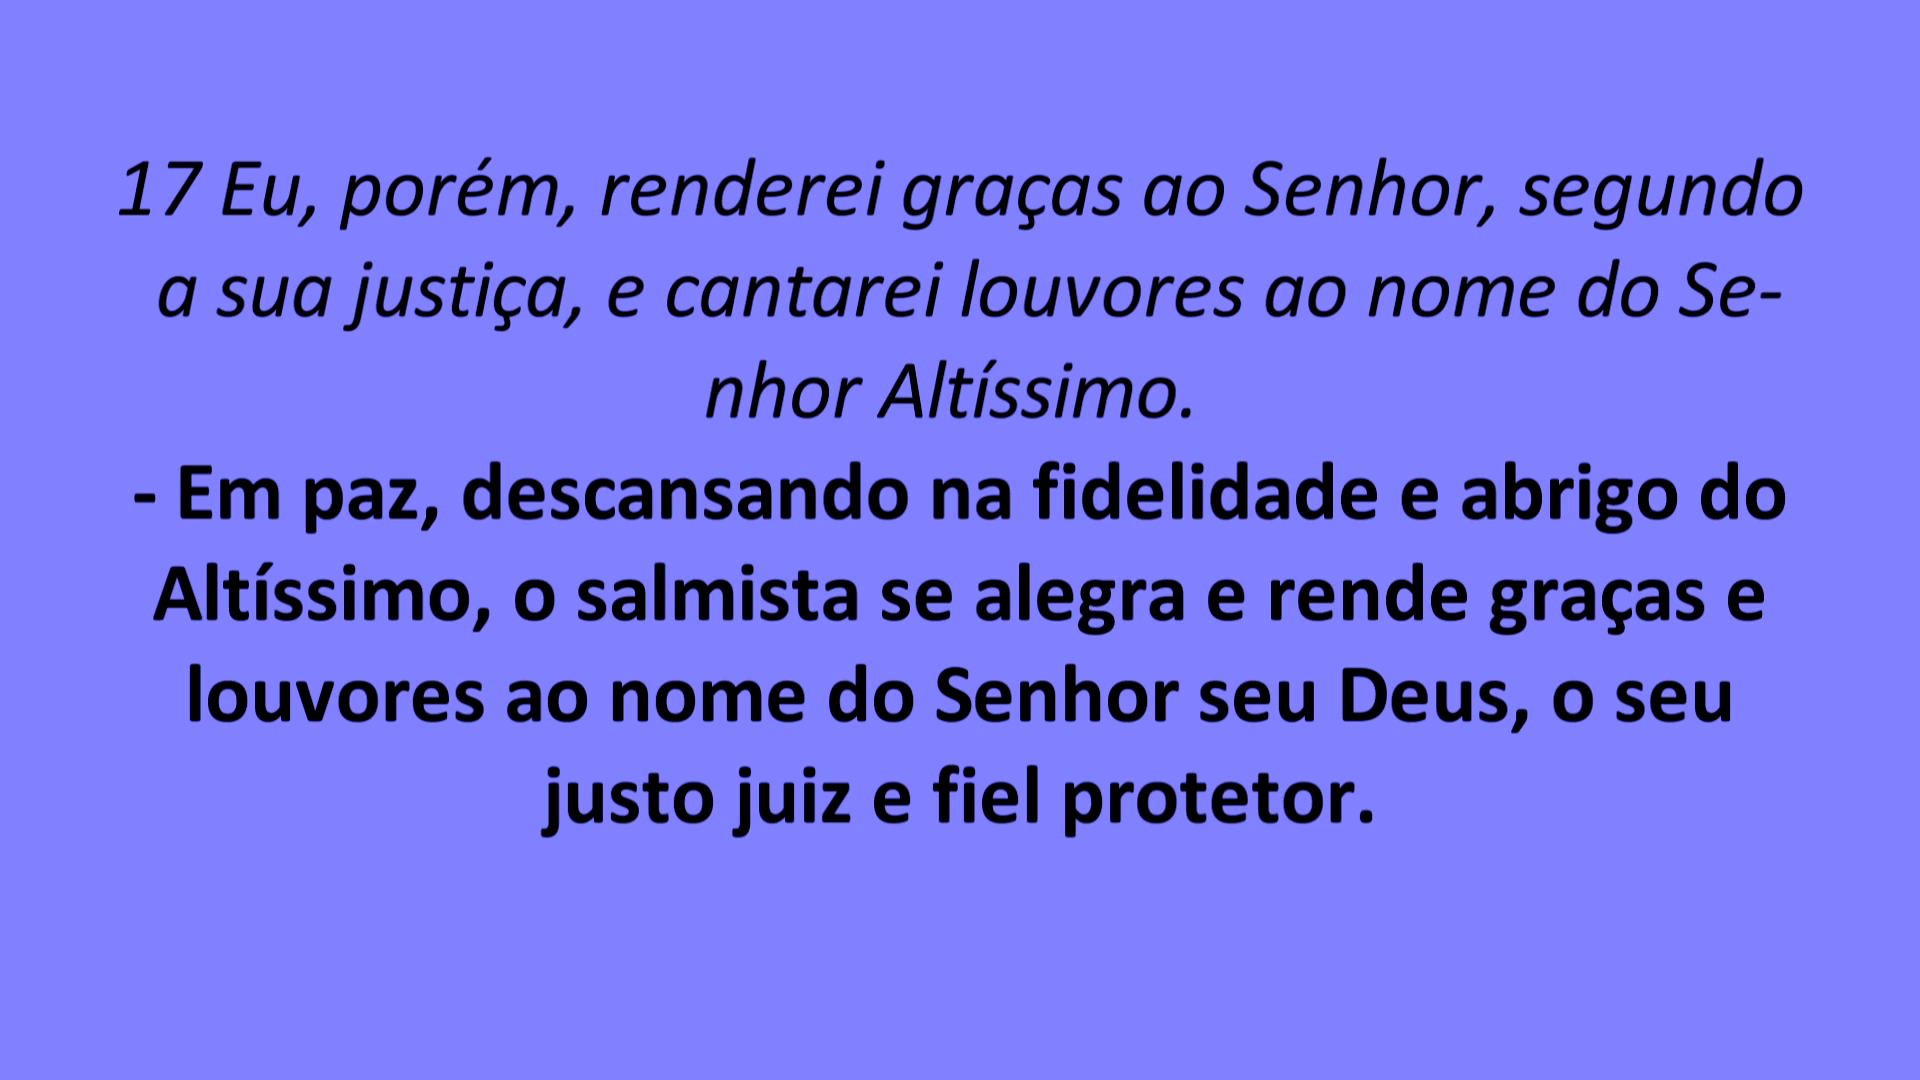 17 Eu, porém, renderei graças ao Senhor, segundo
a sua justiça, e cantarei louvores ao nome do Se-
nhor Altíssimo.
- Em paz, descansando na fidelidade e abrigo do
Altíssimo, o salmista se alegra e rende graças e
louvores ao nome do Senhor seu Deus, o seu
justo juiz e fiel protetor.